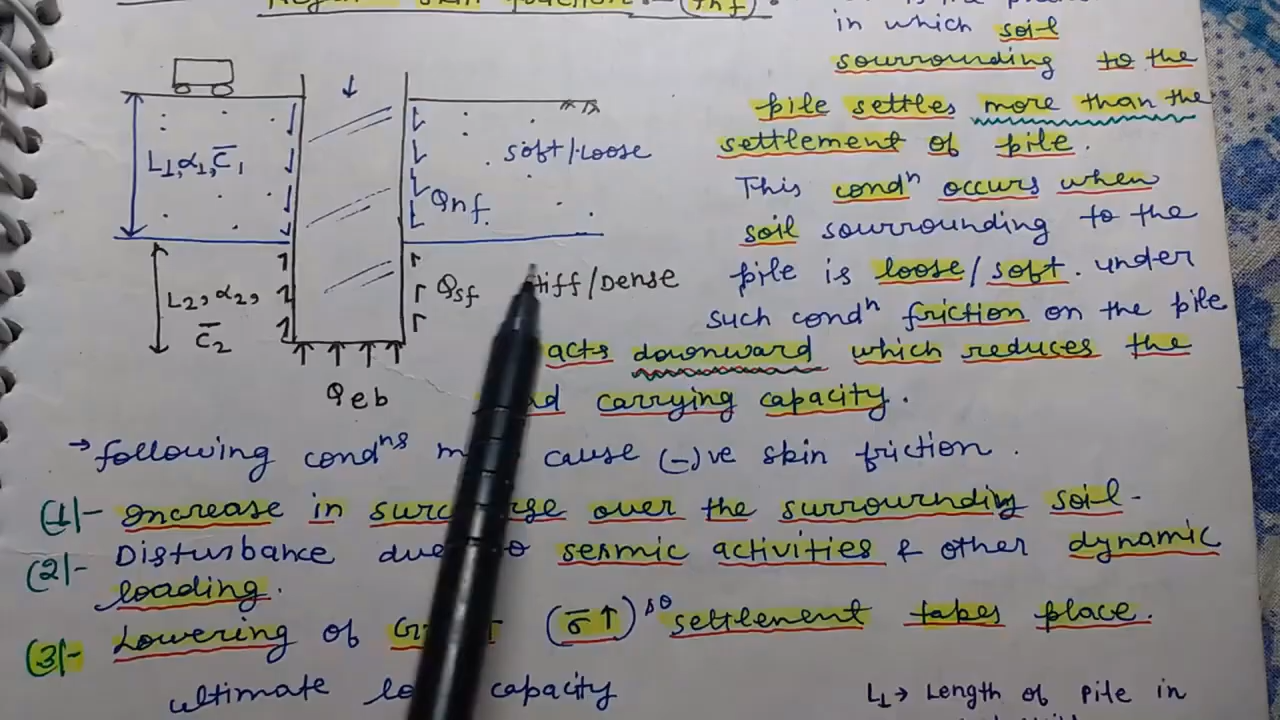 skin friction :- (fnf) :
in which soil
sourrounding to the
pile settles more than the
settlement of pile.
This condⁿ occurs when
soil sourrounding to the
pile is loose/soft. under
such condⁿ friction on the pile
acts downward which reduces the
carrying capacity.
L₁,α₁,C̅₁
soft/Loose
Qnf.
L₂,α₂,
C̅₂
Qsf
/Dense
Qeb
→ following condⁿˢ cause (-)ve skin friction.
(1)- Increase in over the surrourndig soil-
(2)- Disturbance due seismic activities & other dynamic
loading.
(3)- Lowering of (σ̅↑) so settlement takes place.
ultimate capacity
L₁→ Length of pile in